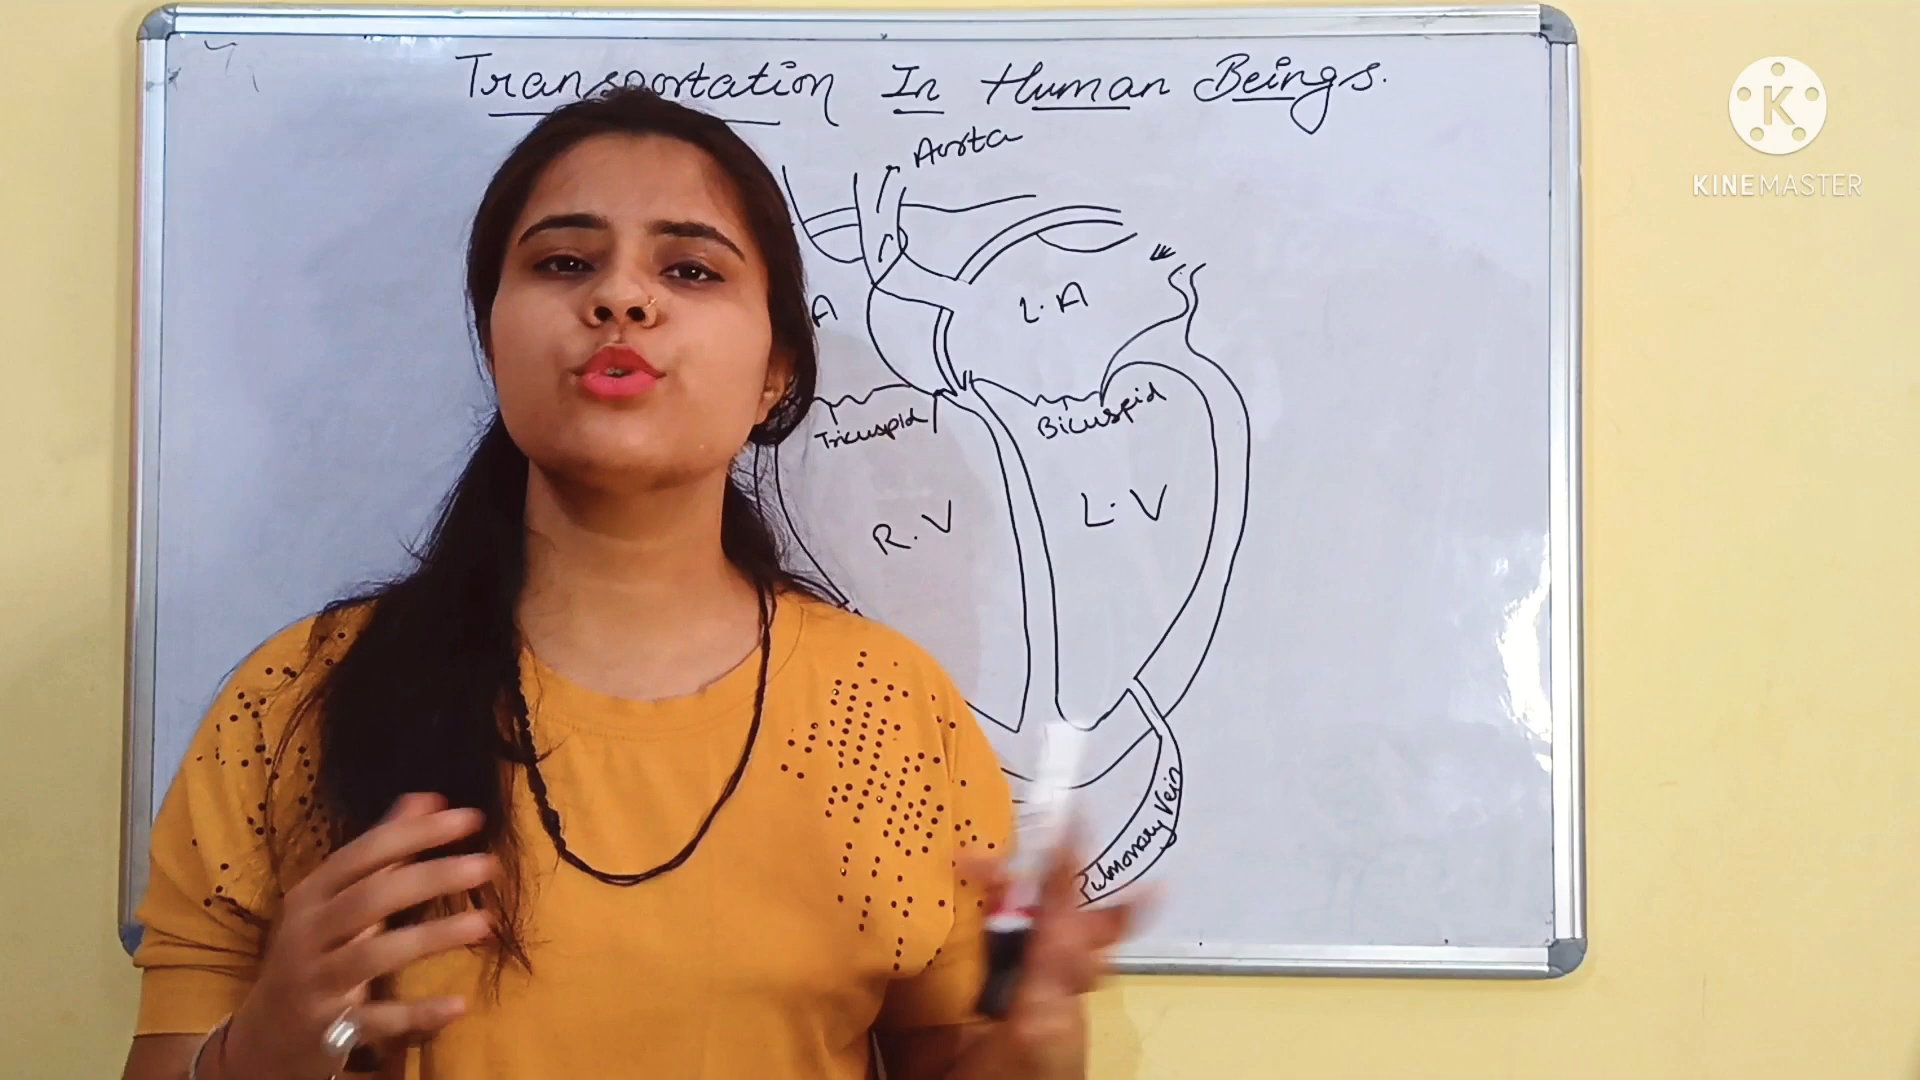 Transportation In Human Beings.
Aorta
KINEMASTER
A
L.A
Tricuspid
Bicuspid
R.V
L.V
Pulmonary Vein